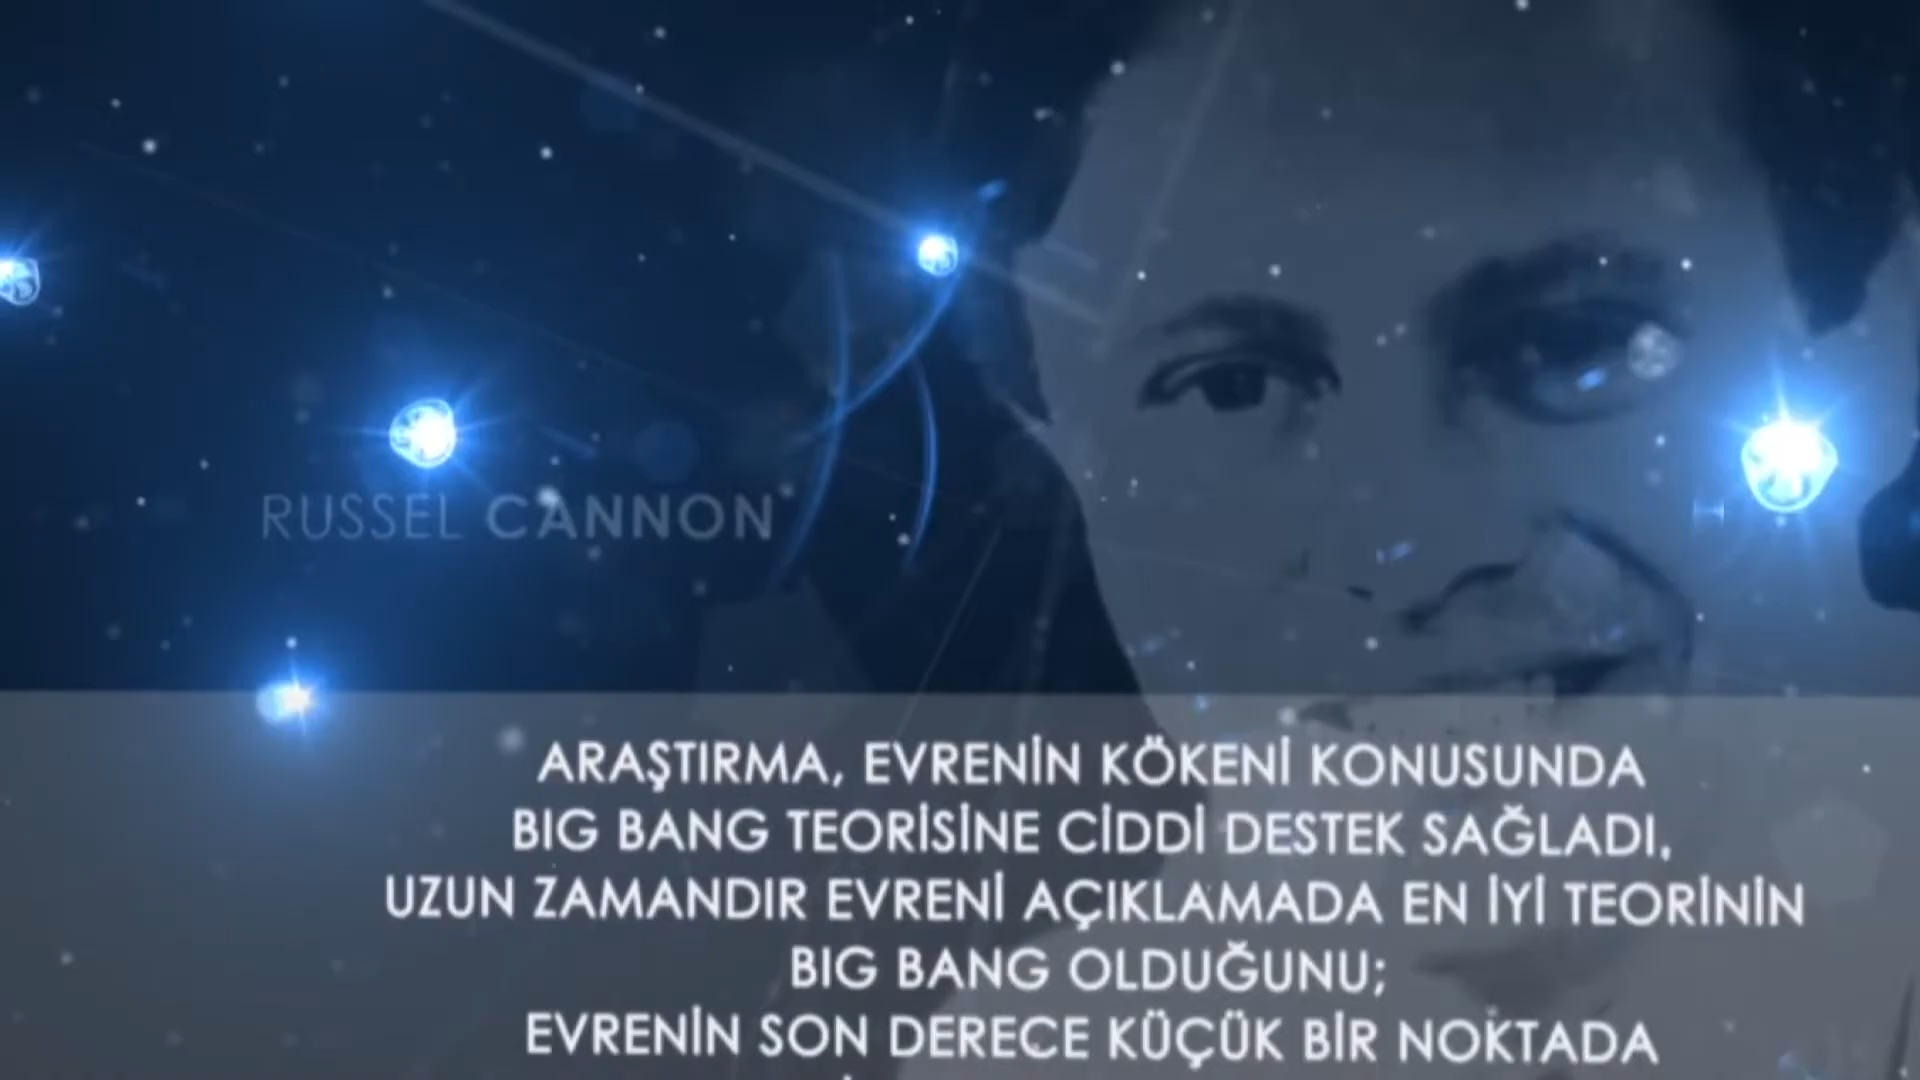 RUSSEL CANNON
ARAŞTIRMA, EVRENİN KÖKENİ KONUSUNDA
BIG BANG TEORİSİNE CİDDİ DESTEK SAĞLADI.
UZUN ZAMANDIR EVRENİ AÇIKLAMADA EN İYİ TEORİNİN
BIG BANG OLDUĞUNU;
EVRENİN SON DERECE KÜÇÜK BİR NOKTADA